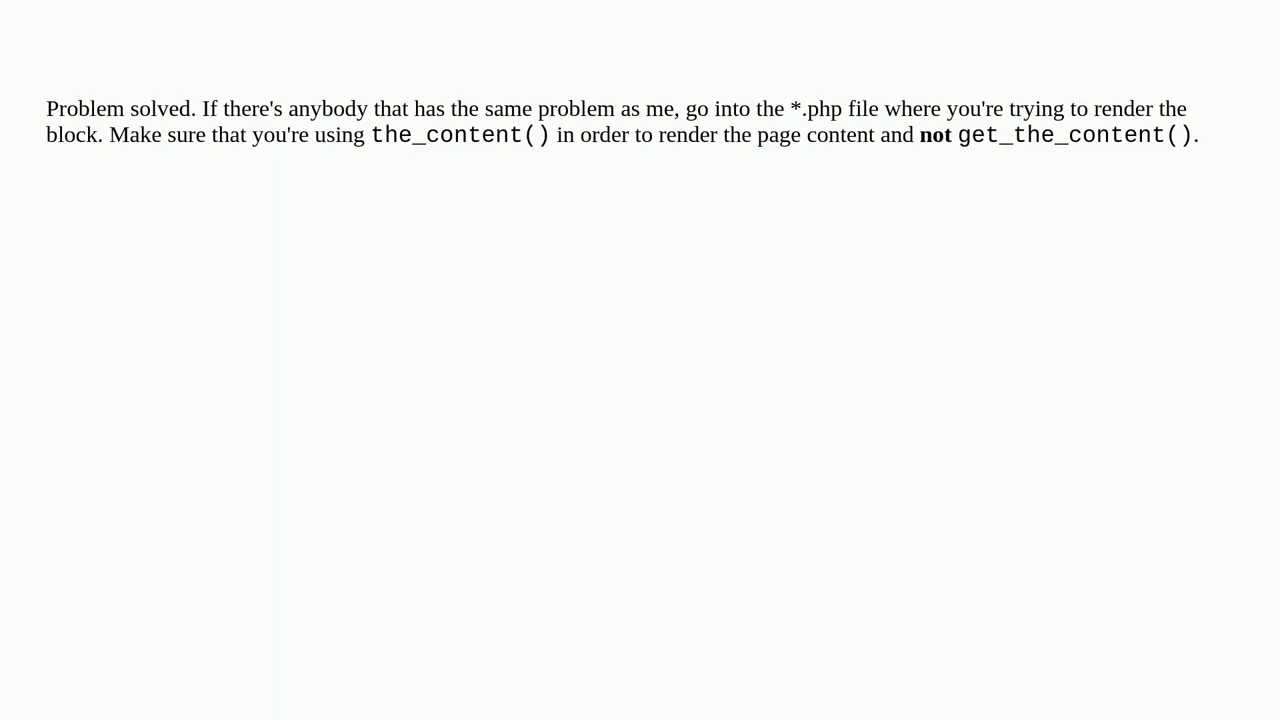 Problem solved. If there's anybody that has the same problem as me, go into the *.php file where you're trying to render the
block. Make sure that you're using the_content() in order to render the page content and not get_the_content().